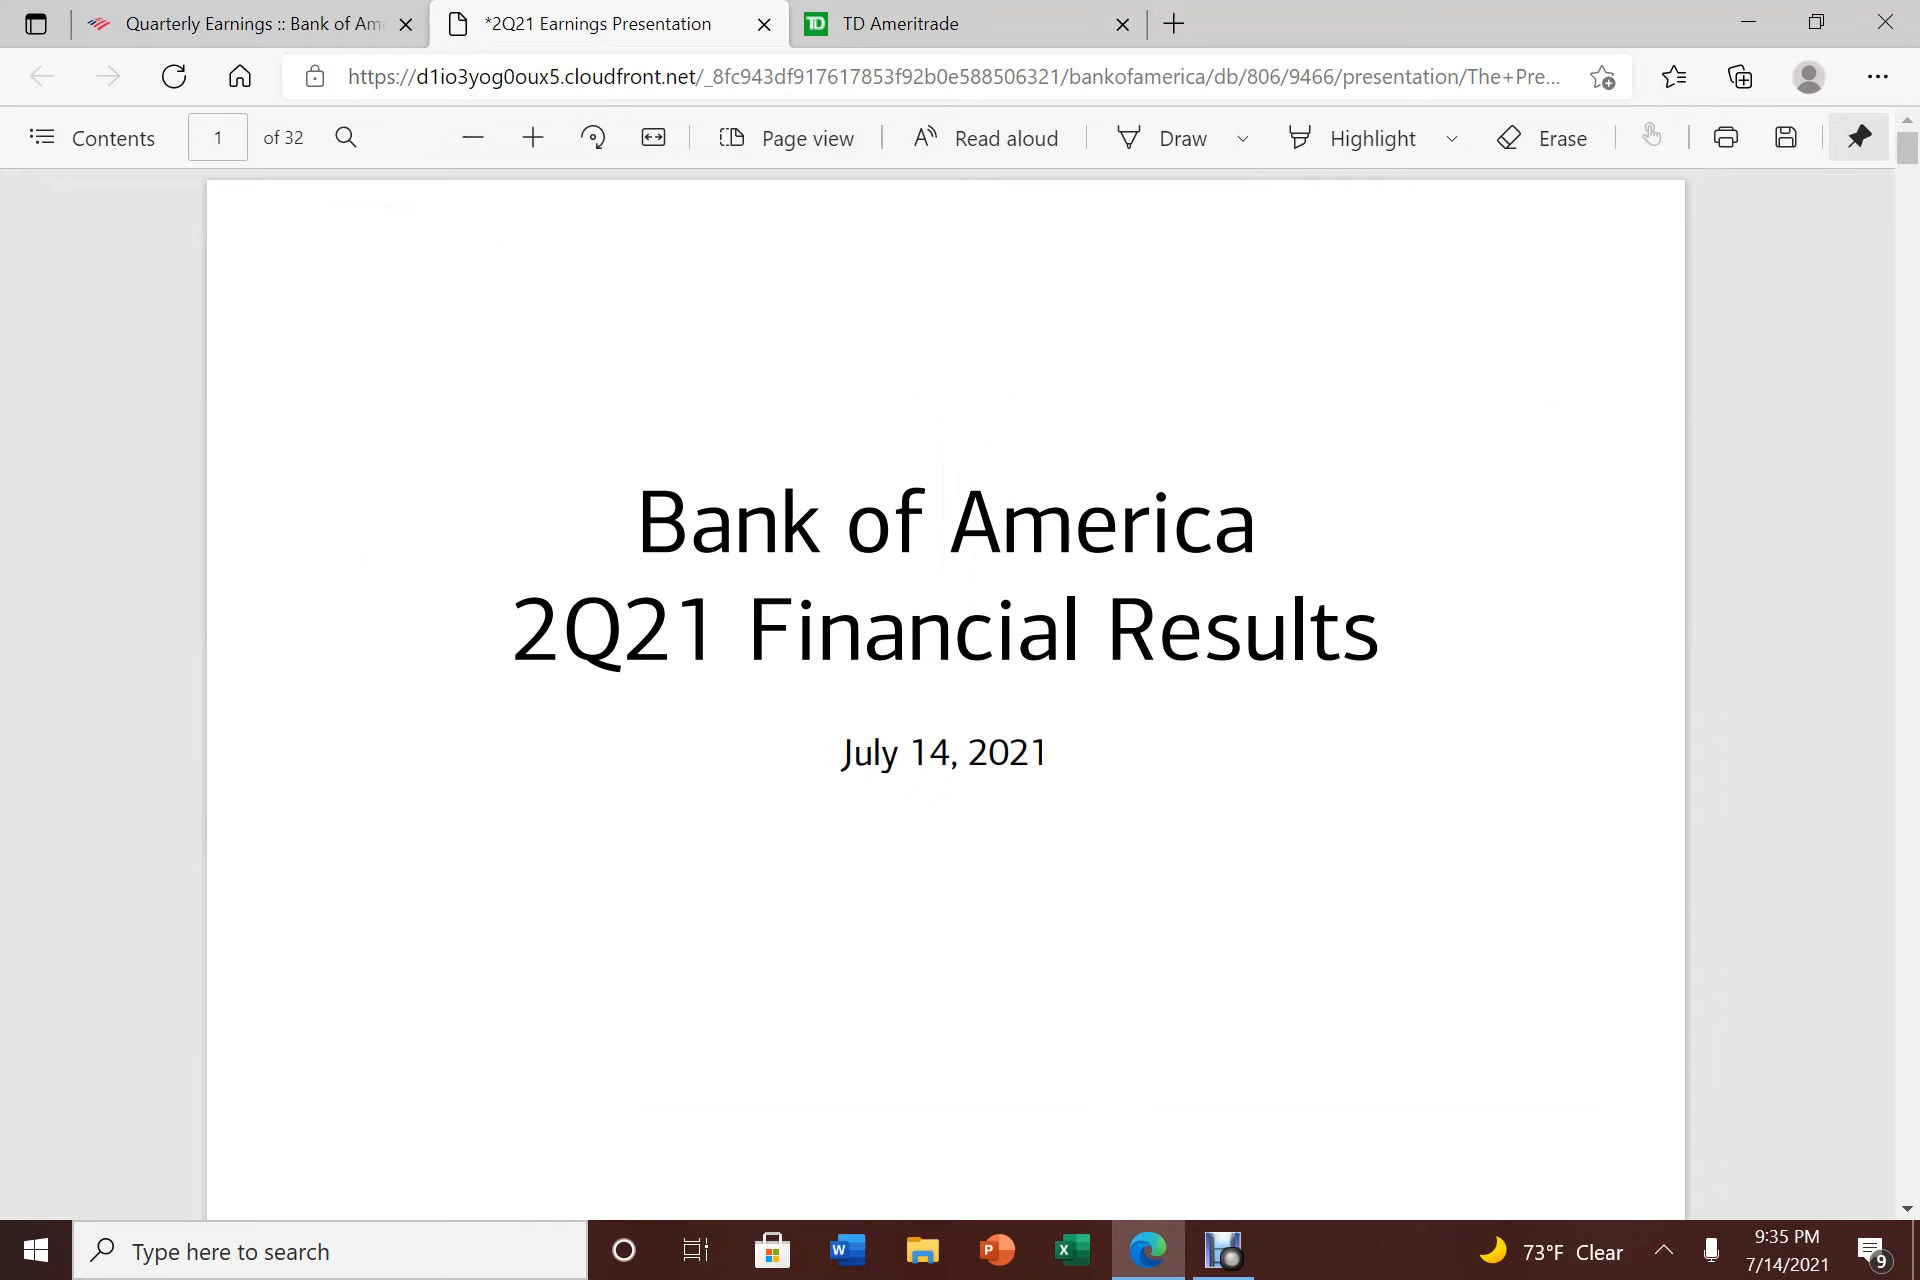 Quarterly Earnings :: Bank of Am
*2Q21 Earnings Presentation
TD Ameritrade
https://d1io3yog0oux5.cloudfront.net/_8fc943df917617853f92b0e588506321/bankofamerica/db/806/9466/presentation/The+Pre...
Contents
1
of 32
Page view
Read aloud
Draw
Highlight
Erase
Bank of America
2Q21 Financial Results
July 14, 2021
Type here to search
73°F Clear
9:35 PM
7/14/2021
9